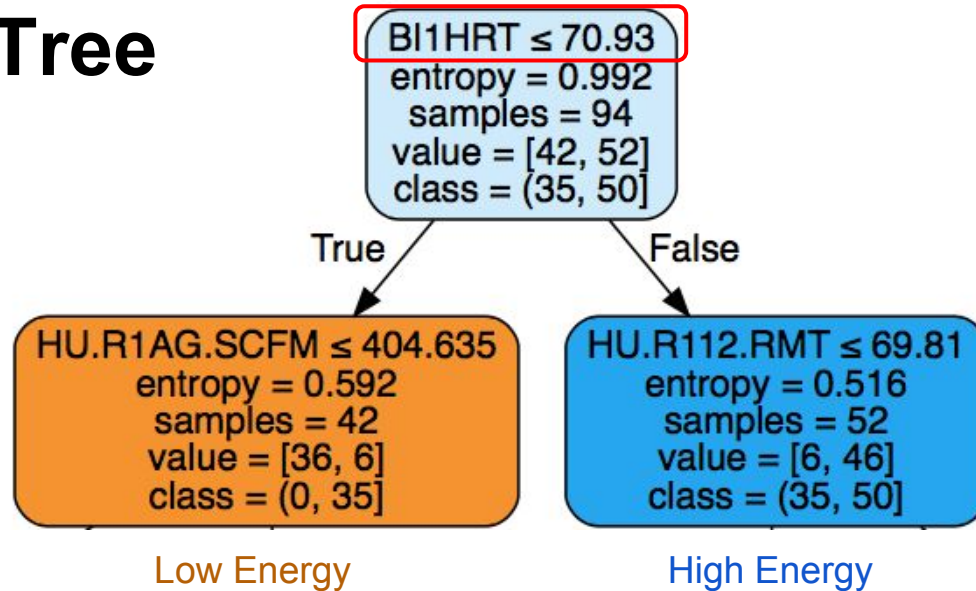 Tree
BI1HRT ≤ 70.93
entropy = 0.992
samples = 94
value = [42, 52]
class = (35, 50]
True
False
HU.R1AG.SCFM ≤ 404.635
entropy = 0.592
samples = 42
value = [36, 6]
class = (0, 35]
HU.R112.RMT ≤ 69.81
entropy = 0.516
samples = 52
value = [6, 46]
class = (35, 50]
Low Energy
High Energy